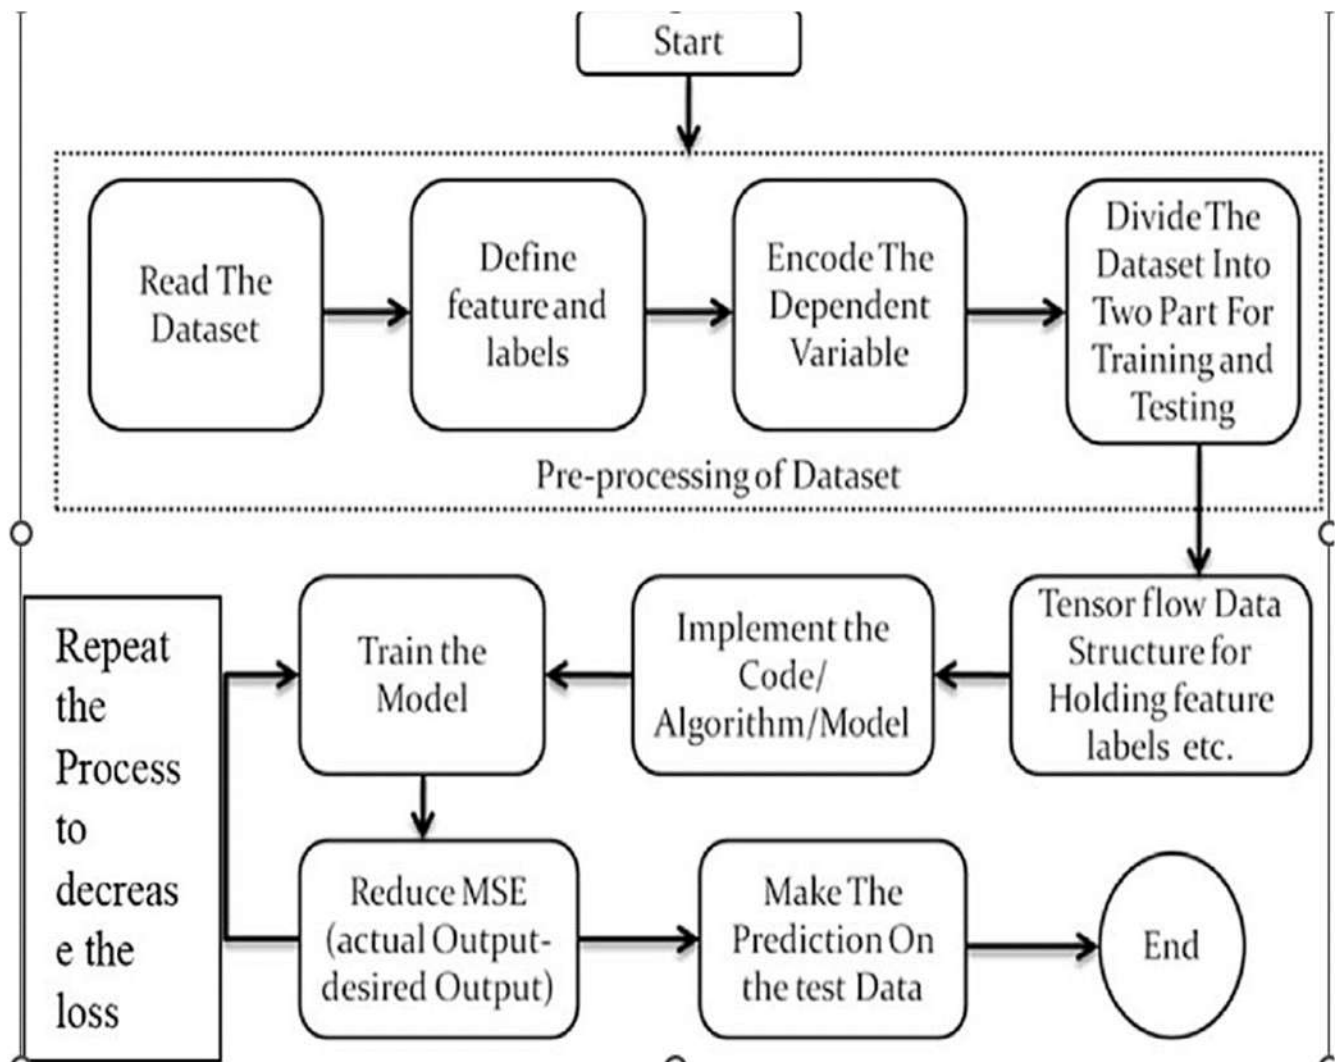 Start
Read The
Dataset
Define
feature and
labels
Encode The
Dependent
Variable
Divide The
Dataset Into
Two Part For
Training and
Testing
Pre-processing of Dataset
Tensor flow Data
Structure for
Holding feature
labels etc.
Implement the
Code/
Algorithm/Model
Train the
Model
Repeat
the
Process
to
decreas
e the
loss
Reduce MSE
(actual Output-
desired Output)
Make The
Prediction On
the test Data
End